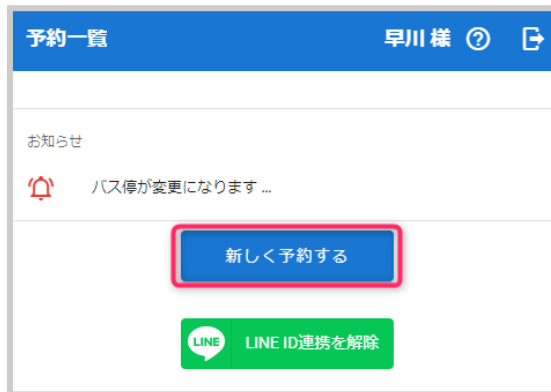 予約一覧 早川 様
お知らせ
バス停が変更になります ...
新しく予約する
LINE LINE ID連携を解除